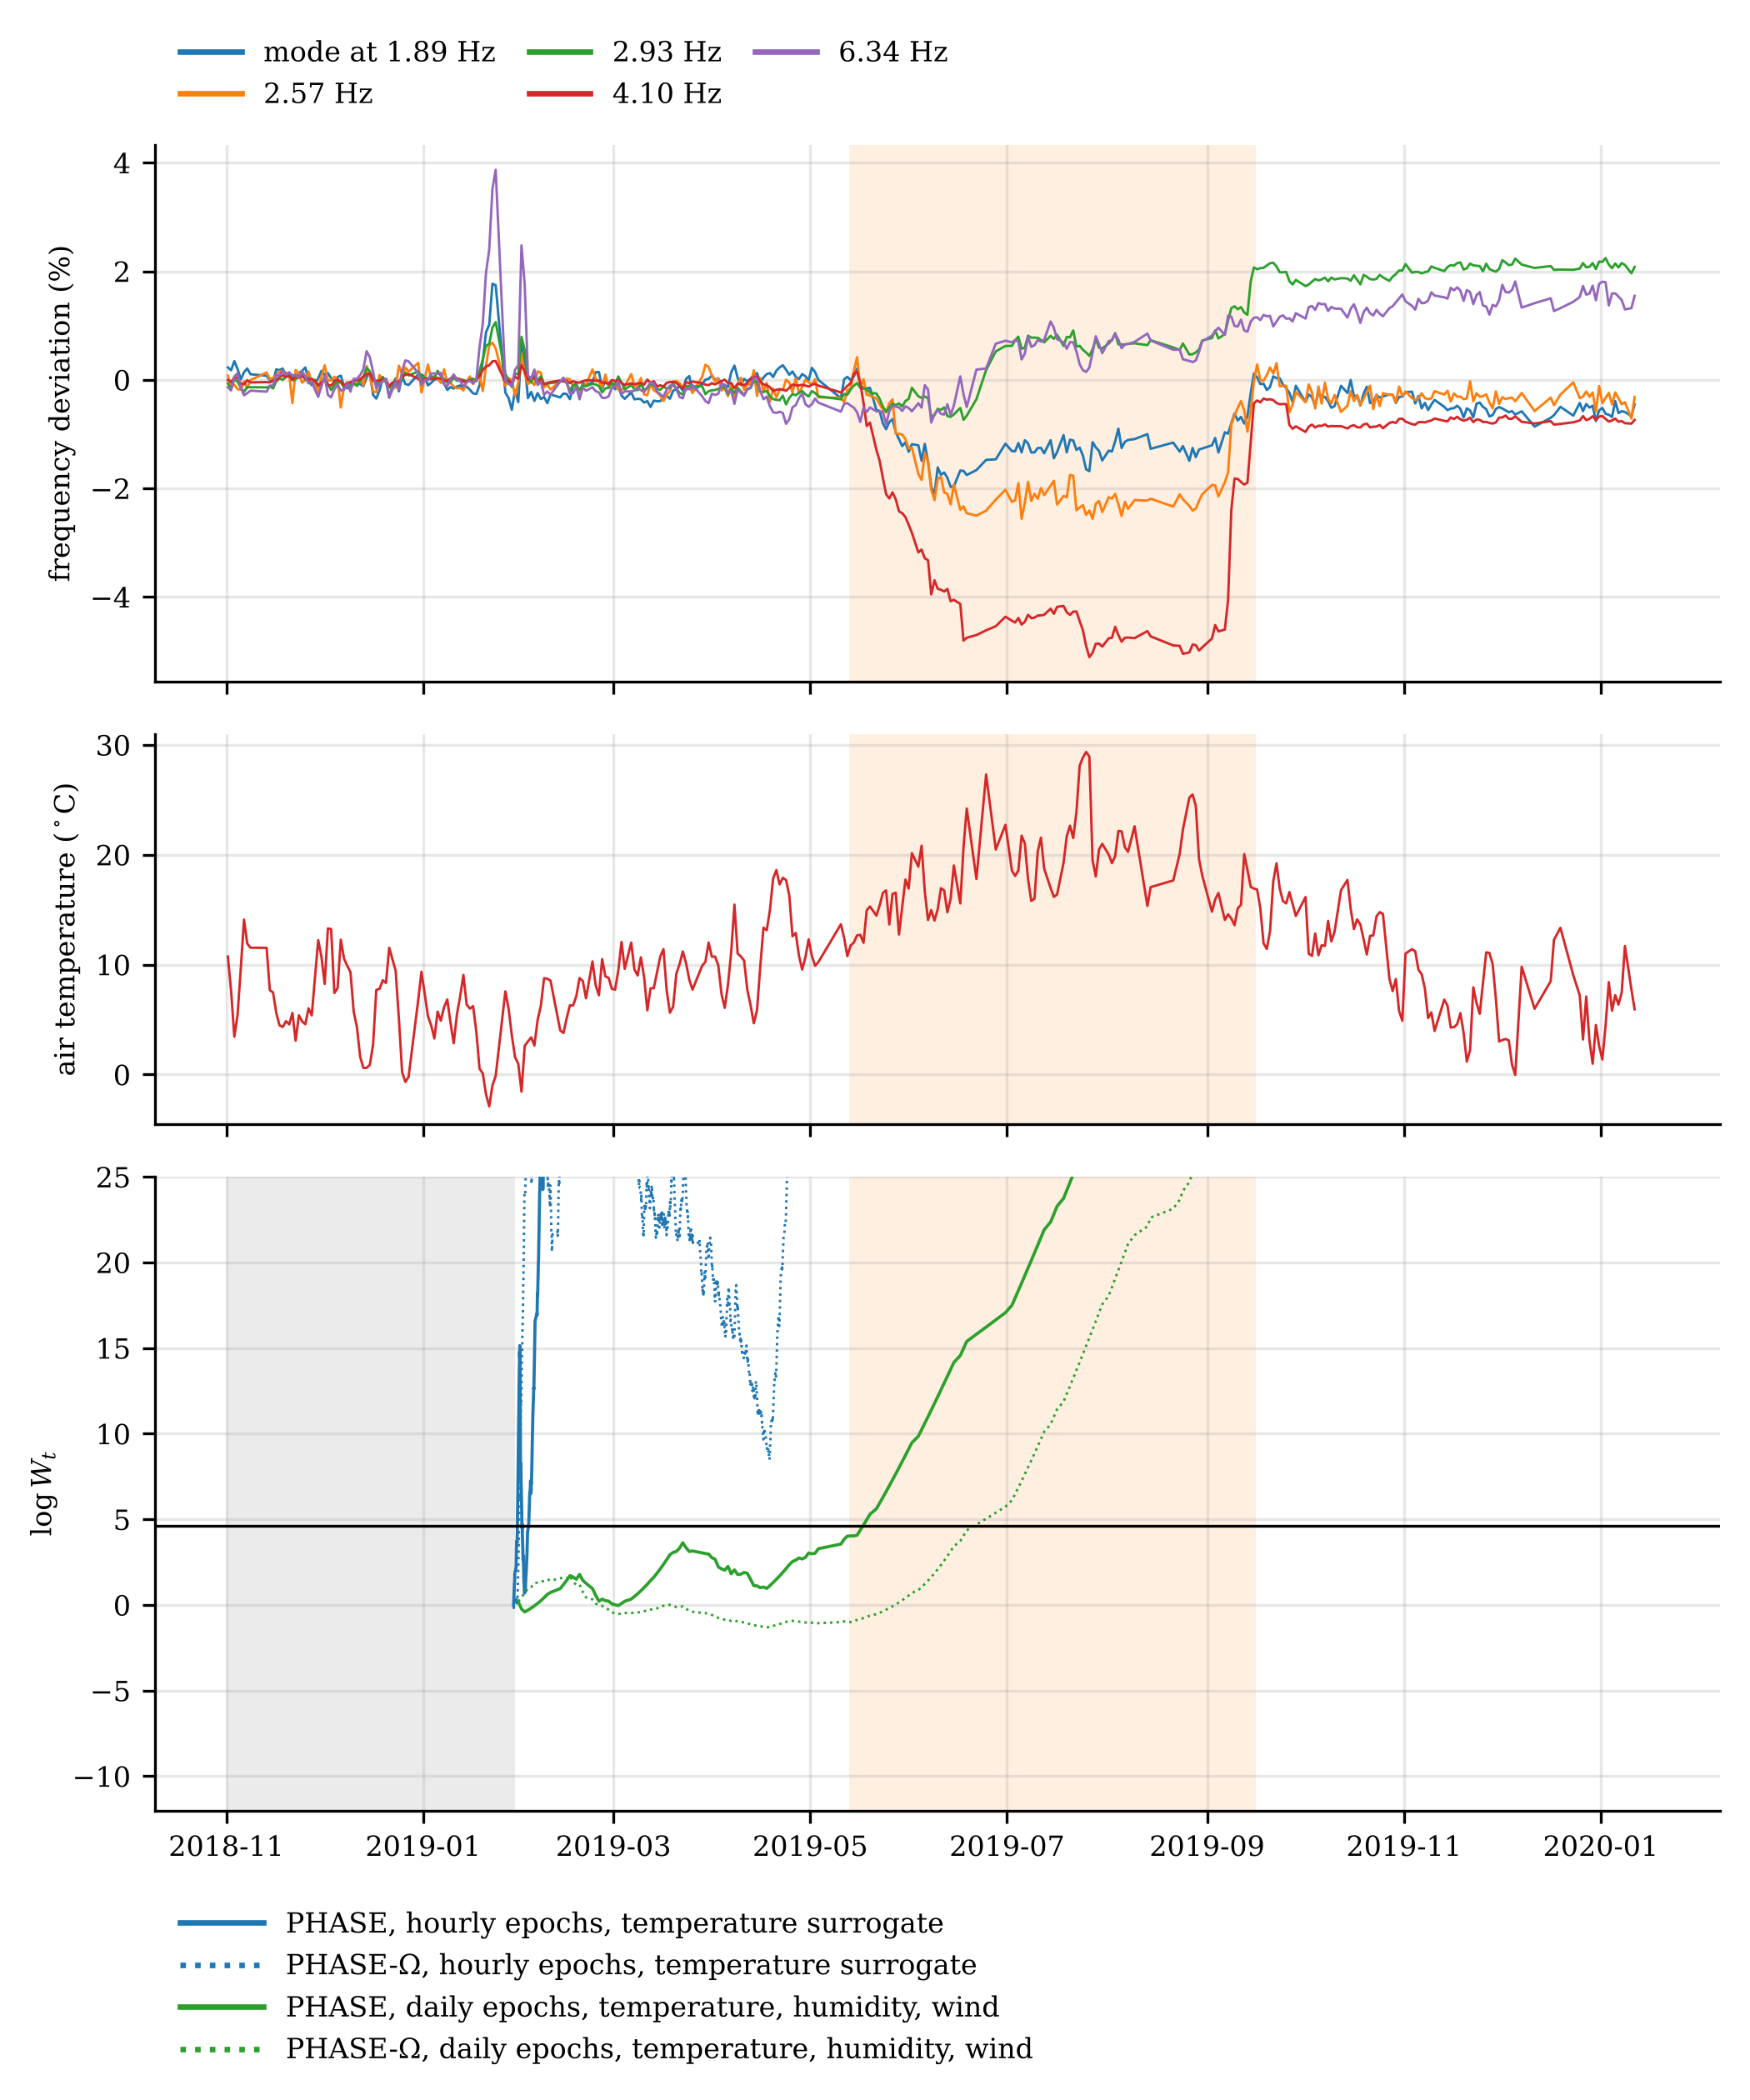 mode at 1.89 Hz
2.57 Hz
2.93 Hz
4.10 Hz
6.34 Hz
frequency deviation (%)
4
2
0
−2
−4
air temperature (°C)
30
20
10
0
log W_t
25
20
15
10
5
0
−5
−10
2018-11 2019-01 2019-03 2019-05 2019-07 2019-09 2019-11 2020-01
PHASE, hourly epochs, temperature surrogate
PHASE-Ω, hourly epochs, temperature surrogate
PHASE, daily epochs, temperature, humidity, wind
PHASE-Ω, daily epochs, temperature, humidity, wind